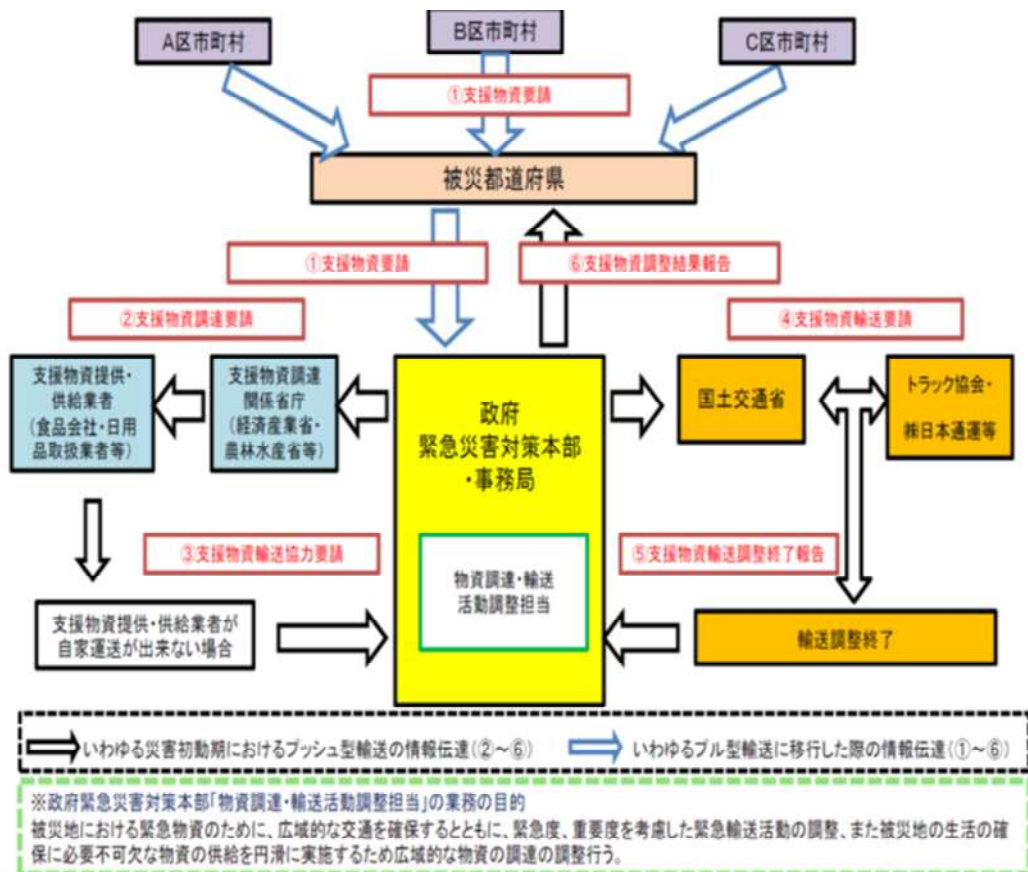 A区市町村
B区市町村
C区市町村
①支援物資要請
被災都道府県
①支援物資要請
⑥支援物資調整結果報告
②支援物資調達要請
④支援物資輸送要請
支援物資提供・
供給業者
(食品会社・日用
品取扱業者等)
支援物資調達
関係省庁
(経済産業省・
農林水産省等)
政府
緊急災害対策本部
・事務局
国土交通省
トラック協会・
㈱日本通運等
③支援物資輸送協力要請
⑤支援物資輸送調整終了報告
物資調達・輸送
活動調整担当
支援物資提供・供給業者が
自家運送が出来ない場合
輸送調整終了
いわゆる災害初動期におけるプッシュ型輸送の情報伝達(②~⑥)
いわゆるプル型輸送に移行した際の情報伝達(①~⑥)
※政府緊急災害対策本部「物資調達・輸送活動調整担当」の業務の目的
被災地における緊急物資のために、広域的な交通を確保するとともに、緊急度、重要度を考慮した緊急輸送活動の調整、また被災地の生活の確
保に必要不可欠な物資の供給を円滑に実施するため広域的な物資の調達の調整行う。